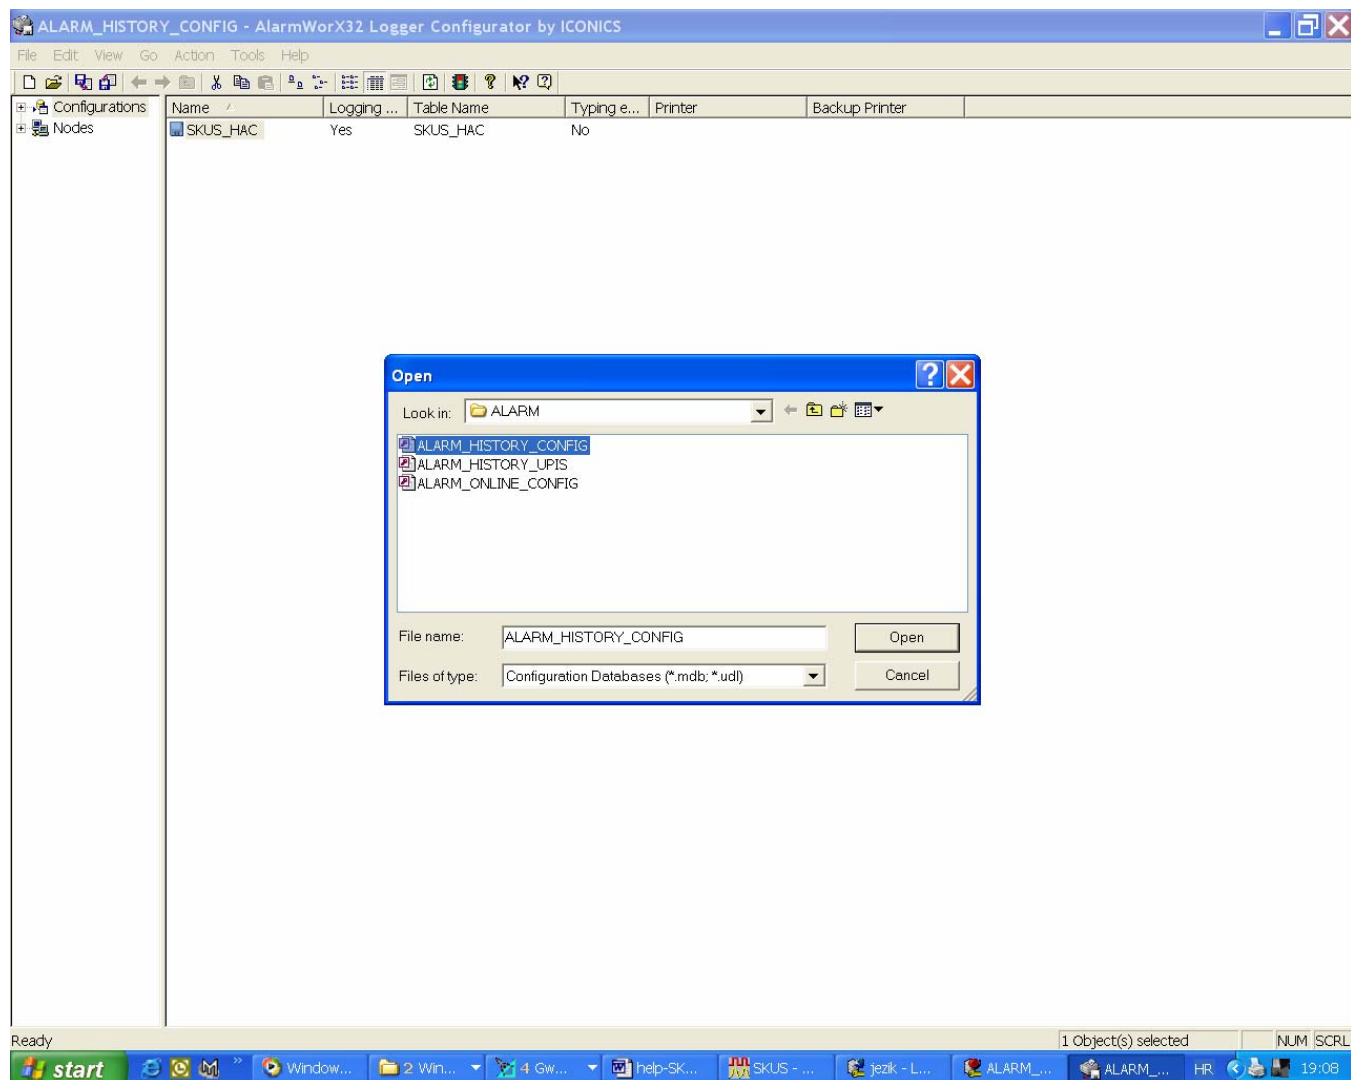 ALARM_HISTORY_CONFIG - AlarmWorX32 Logger Configurator by ICONICS
File Edit View Go Action Tools Help
Configurations
Nodes
Name Logging ... Table Name Typing e... Printer Backup Printer
SKUS_HAC Yes SKUS_HAC No
Open
Look in: ALARM
ALARM_HISTORY_CONFIG
ALARM_HISTORY_UPIS
ALARM_ONLINE_CONFIG
File name: ALARM_HISTORY_CONFIG Open
Files of type: Configuration Databases (*.mdb; *.udl) Cancel
Ready 1 Object(s) selected NUM SCRL
start Window... 2 Win... 4 Gw... help-SK... SKUS - ... jezik - L... ALARM_... ALARM_... HR 19:08